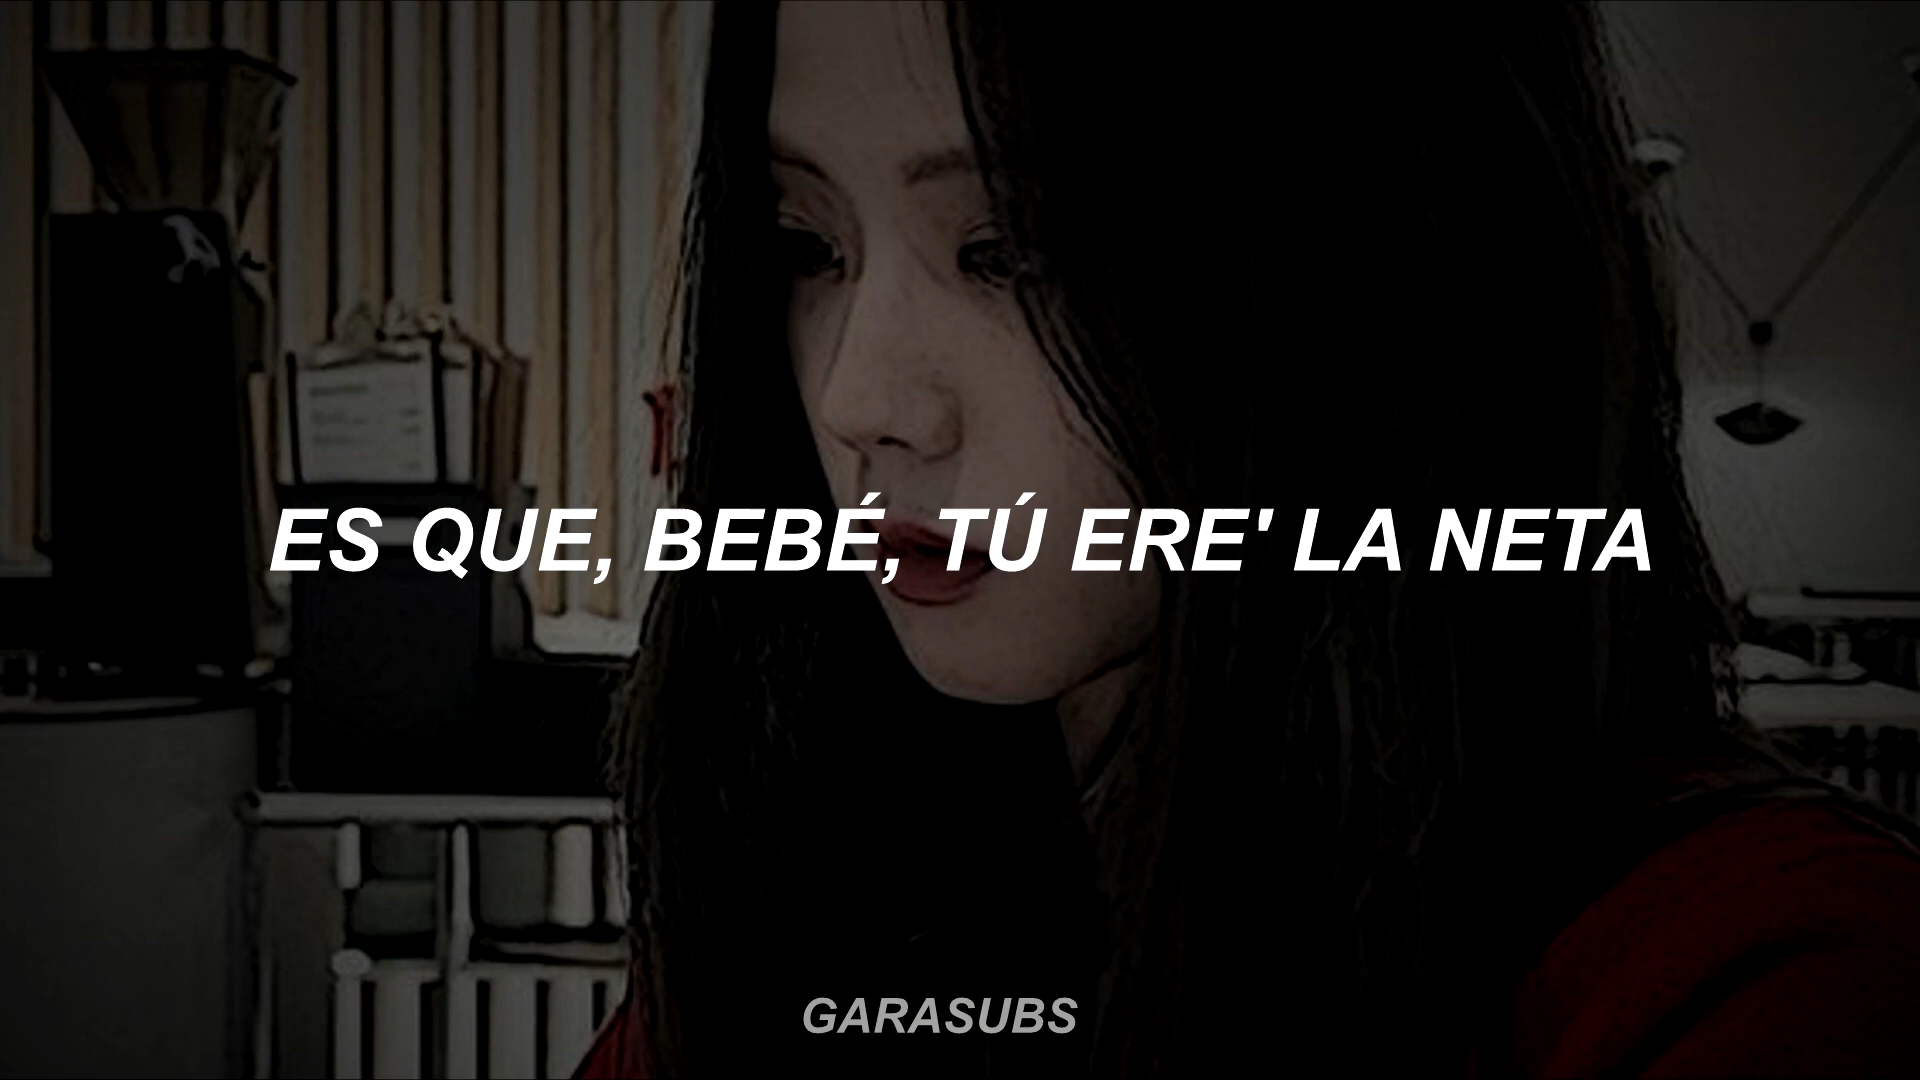 ES QUE, BEBÉ, TÚ ERE' LA NETA
GARASUBS